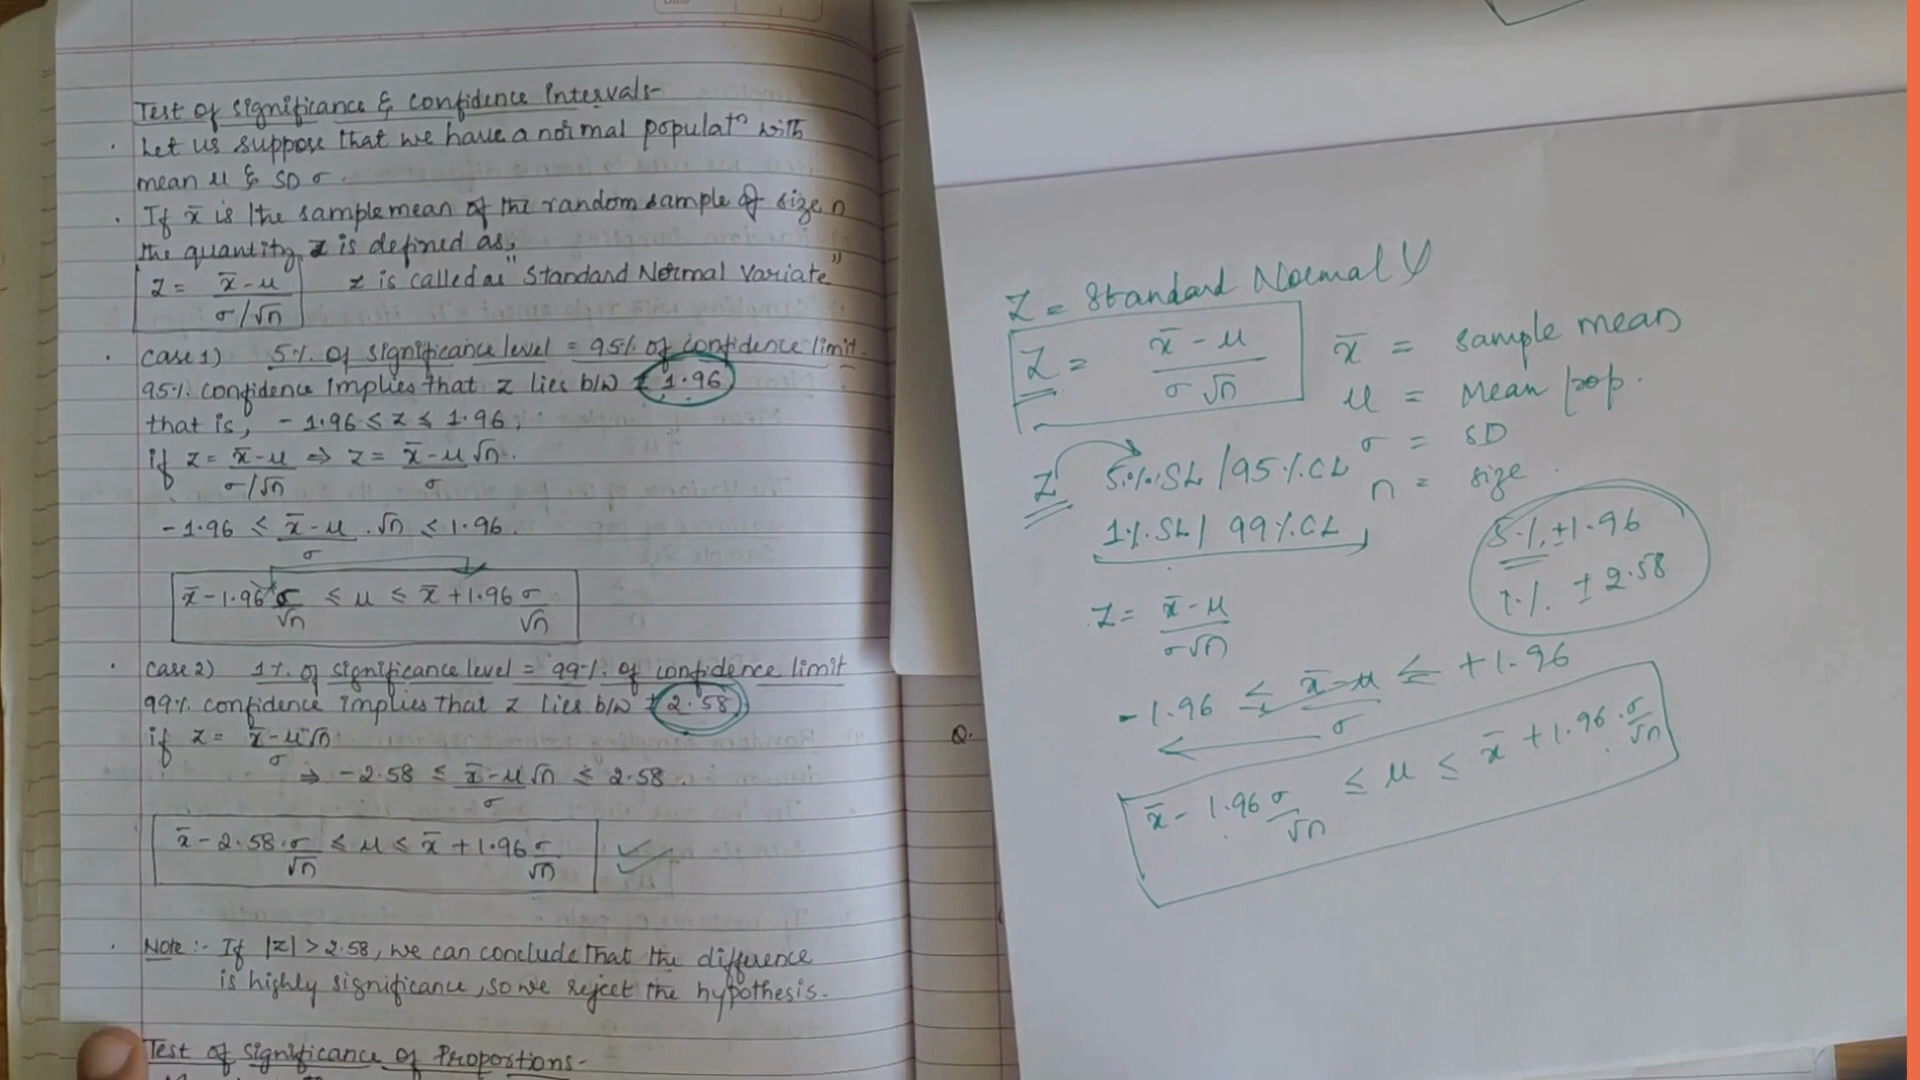 Test of significance & confidence Intervals-
. Let us suppose that we have a normal populatⁿ with
mean μ & SD σ.
. If x̄ is the sample mean of the random sample of size n
the quantity z is defined as,
z = x̄-μ / σ/√n z is called as "Standard Normal Variate"
. case 1) 5% of significance level = 95% of confidence limit.
95% confidence implies that z lies b/w ± 1.96
that is, -1.96 ≤ z ≤ 1.96,
if z = x̄-μ / σ/√n ⇒ z = x̄-μ √n / σ.
-1.96 ≤ x̄-μ / σ . √n ≤ 1.96.
x̄-1.96 σ/√n ≤ μ ≤ x̄+1.96 σ/√n
. case 2) 1% of significance level = 99% of confidence limit
99% confidence implies that z lies b/w ± 2.58
if z = x̄-μ√n / σ
⇒ -2.58 ≤ x̄-μ√n / σ ≤ 2.58.
x̄-2.58.σ/√n ≤ μ ≤ x̄+1.96σ/√n
. Note:- If |z| > 2.58, we can conclude that the difference
is highly significance, so we reject the hypothesis.
Test of significance of Proportions-
Q.
Z = Standard Normal V
Z = x̄-μ / σ√n x̄ = sample mean
μ = Mean pop.
σ = SD
n = size
Z 5% SL / 95% CL
1% SL / 99% CL
5% ±1.96
1% ±2.58
Z = x̄-μ / σ√n
-1.96 ≤ x̄-μ / σ ≤ +1.96
x̄-1.96 σ/√n ≤ μ ≤ x̄+1.96.σ/√n